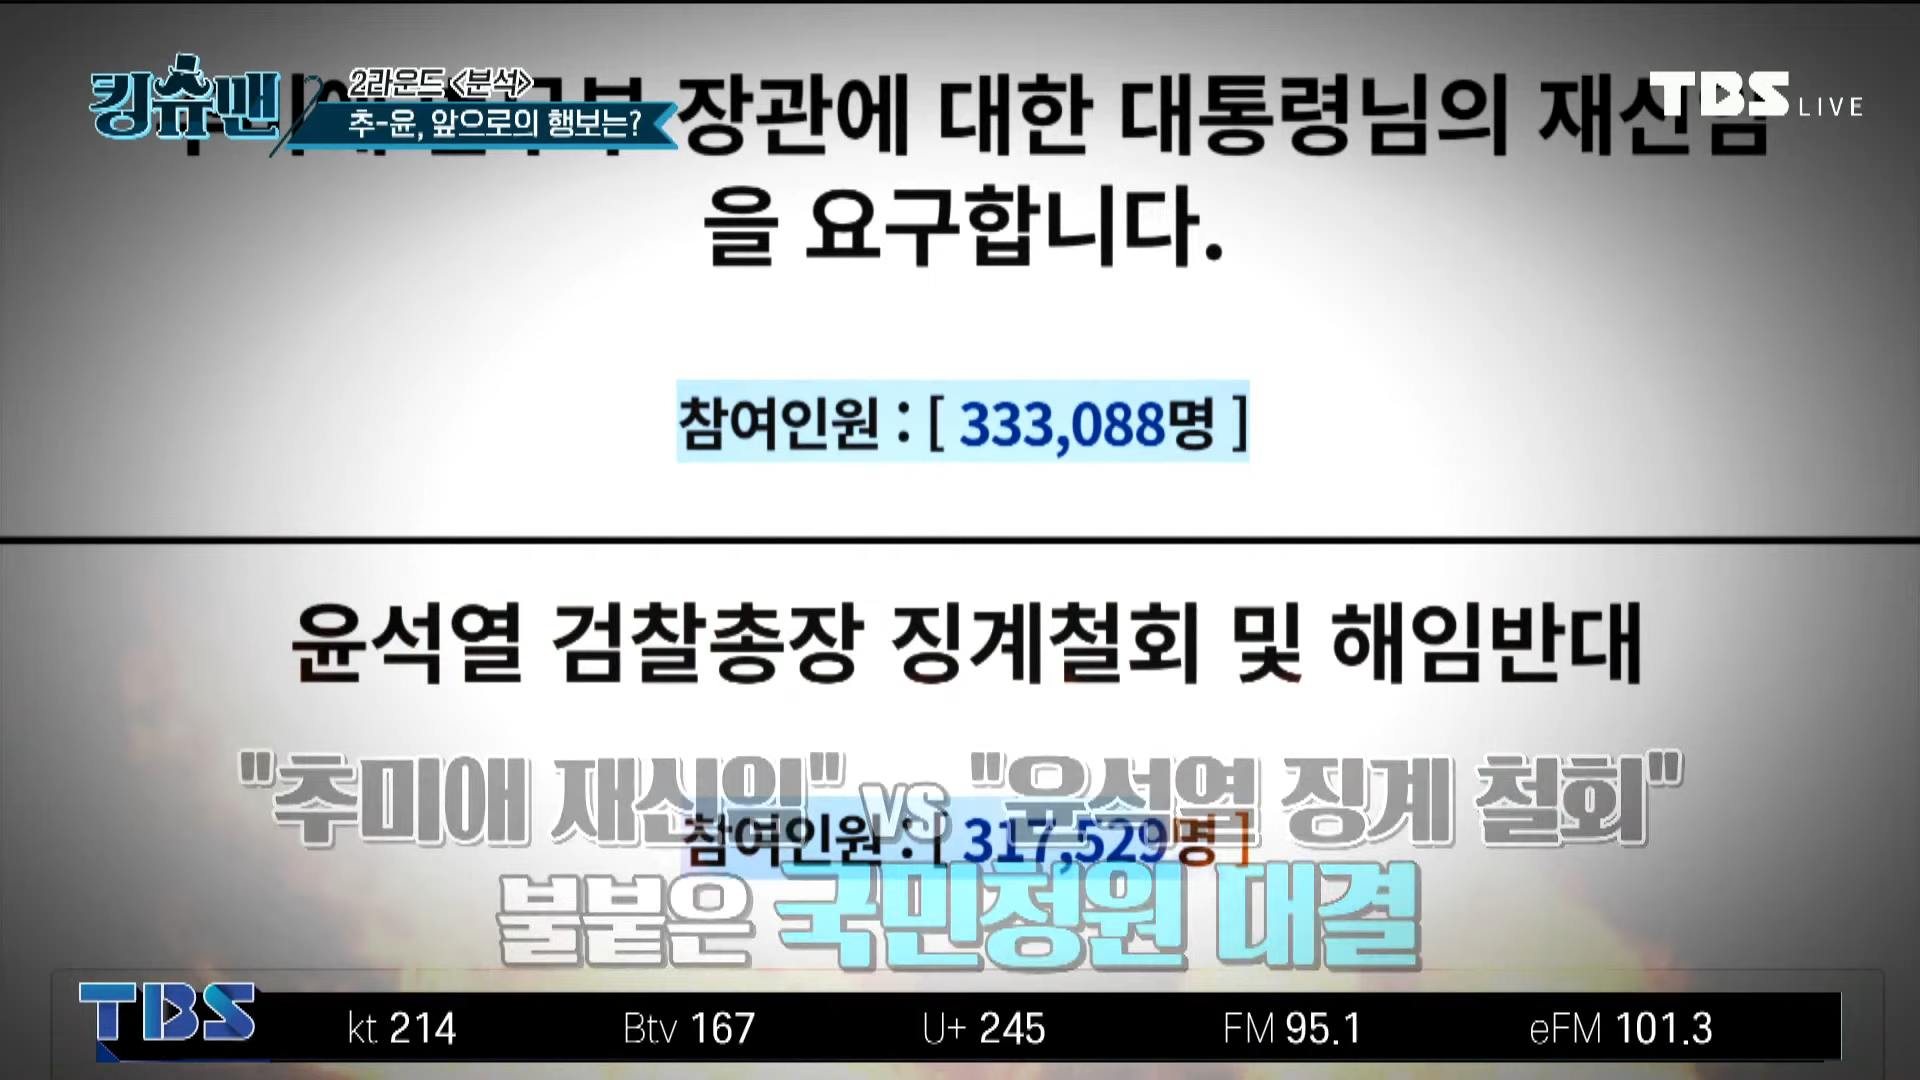 킹슈맨
2라운드 <분석>
추-윤, 앞으로의 행보는?
TBS LIVE
장관에 대한 대통령님의 재신임
을 요구합니다.
참여인원 : [ 333,088명 ]
윤석열 검찰총장 징계철회 및 해임반대
"추미애 재신임" VS "윤석열 징계 철회"
참여인원 : [ 317,529명 ]
불붙은 국민청원 대결
TBS kt 214 Btv 167 U+ 245 FM 95.1 eFM 101.3